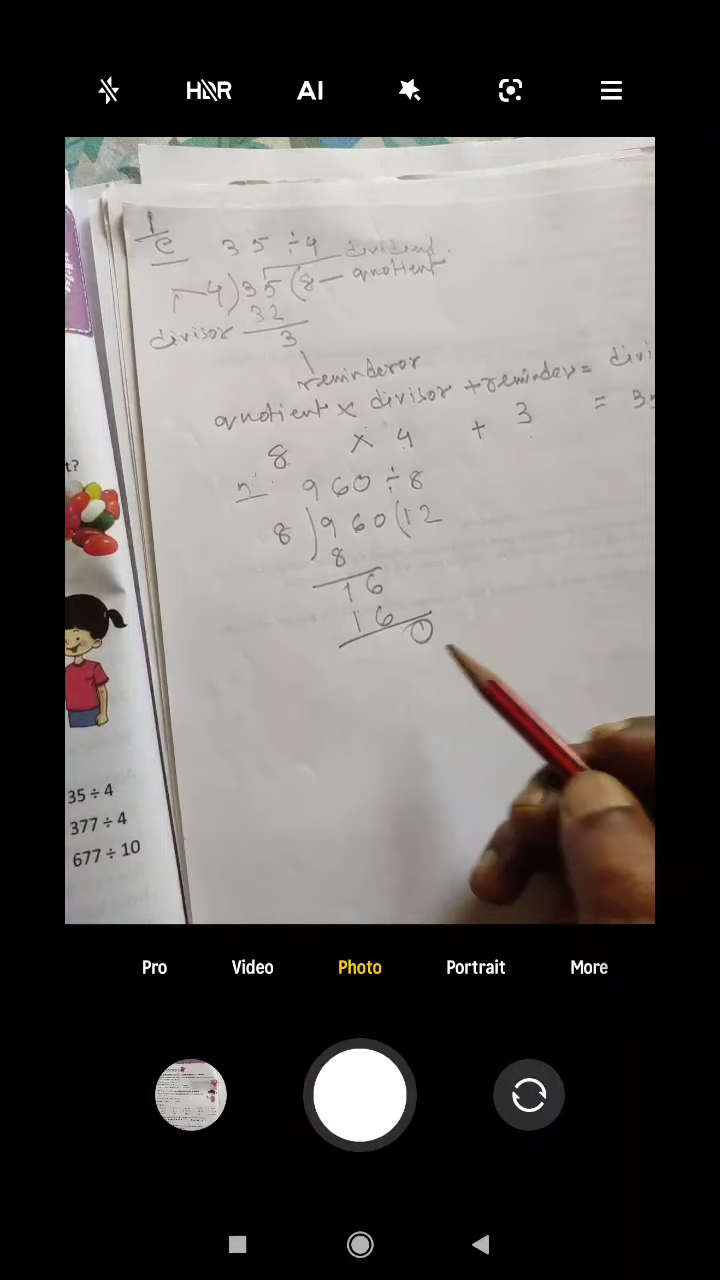 HDR AI
1
e 35 ÷ 4
dividend.
4)35(8 — quotient
divisor 32
3
reminderor
quotient x divisor + reminder = divi
8 x 4 + 3 = 3
n. 960 ÷ 8
8)960(12
8
16
16
0
t?
35 ÷ 4
377 ÷ 4
677 ÷ 10
Pro Video Photo Portrait More